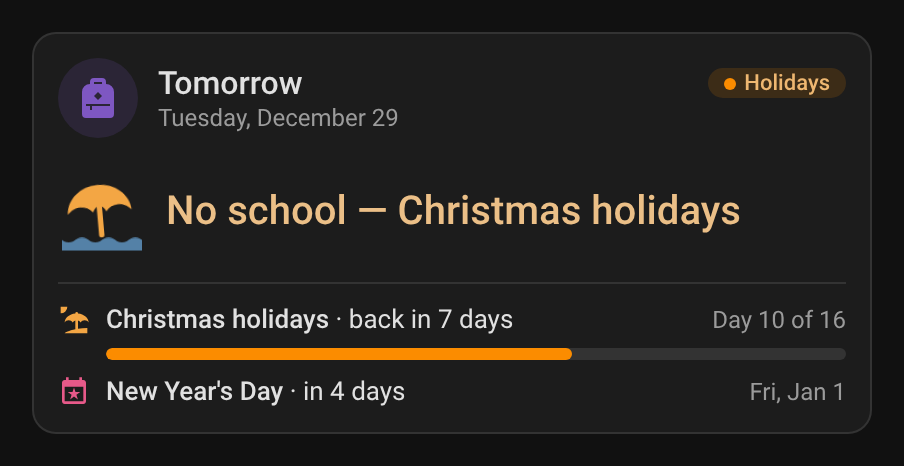 Tomorrow
Holidays
Tuesday, December 29
No school — Christmas holidays
Christmas holidays · back in 7 days
Day 10 of 16
New Year's Day · in 4 days
Fri, Jan 1